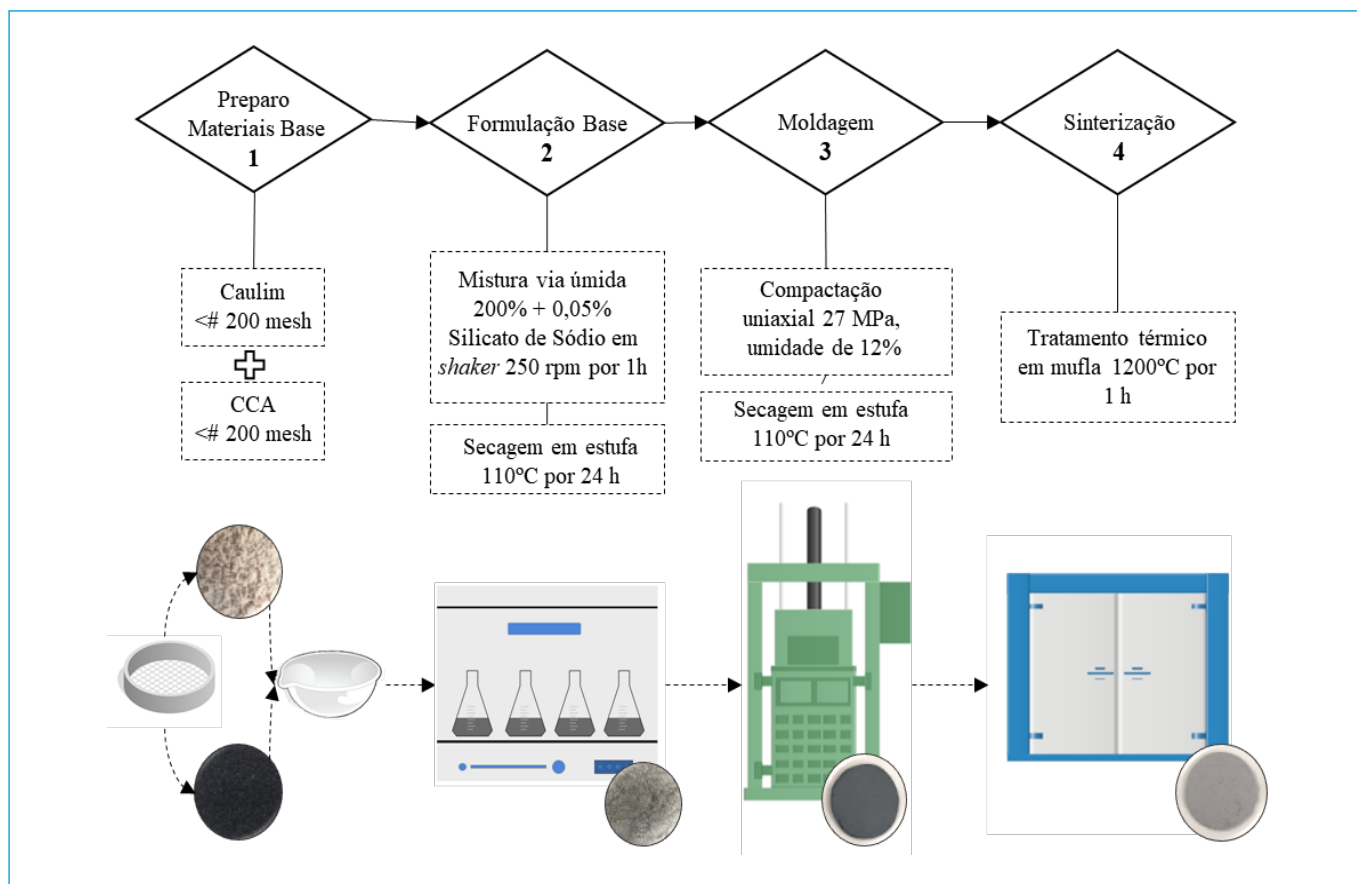 Preparo
Materiais Base
1
Formulação Base
2
Moldagem
3
Sinterização
4
Caulim
<# 200 mesh
CCA
<# 200 mesh
Mistura via úmida
200% + 0,05%
Silicato de Sódio em
shaker 250 rpm por 1h
Secagem em estufa
110ºC por 24 h
Compactação
uniaxial 27 MPa,
umidade de 12%
Secagem em estufa
110ºC por 24 h
Tratamento térmico
em mufla 1200ºC por
1 h